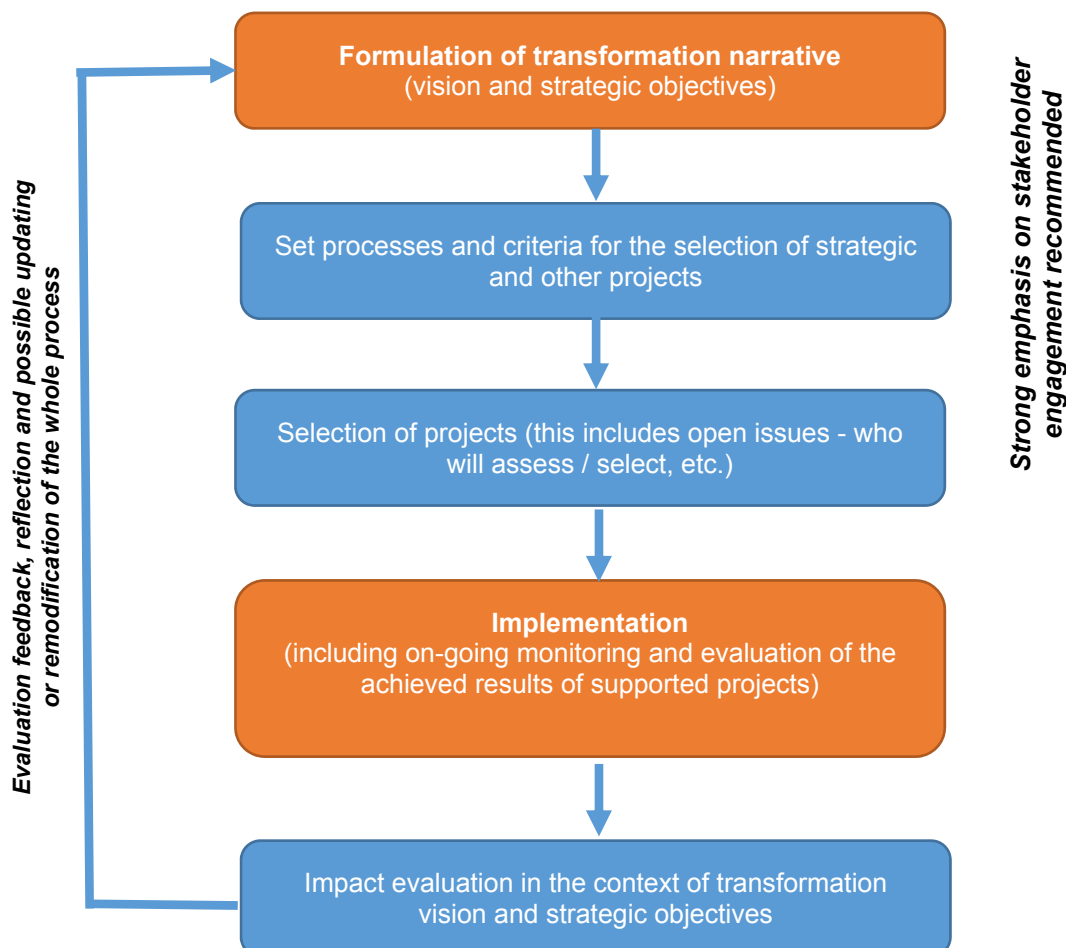 Formulation of transformation narrative
(vision and strategic objectives)
Set processes and criteria for the selection of strategic
and other projects
Selection of projects (this includes open issues - who
will assess / select, etc.)
Implementation
(including on-going monitoring and evaluation of the
achieved results of supported projects)
Impact evaluation in the context of transformation
vision and strategic objectives
Evaluation feedback, reflection and possible updating
or remodification of the whole process
Strong emphasis on stakeholder
engagement recommended